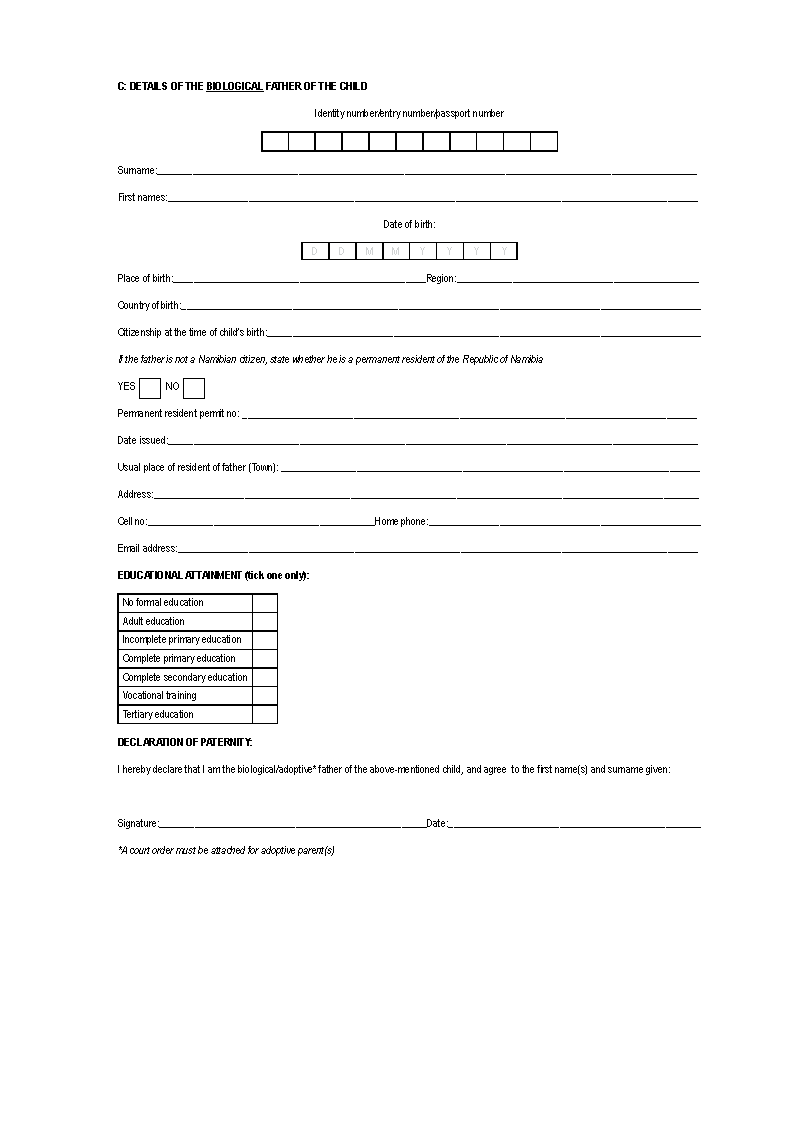 C: DETAILS OF THE BIOLOGICAL FATHER OF THE CHILD
Identity number/entry number/passport number
Surname:
First names:
Date of birth:
D D M M Y Y Y Y
Place of birth: Region:
Country of birth:
Citizenship at the time of child's birth:
If the father is not a Namibian citizen, state whether he is a permanent resident of the Republic of Namibia
YES NO
Permanent resident permit no:
Date issued:
Usual place of resident of father (Town):
Address:
Cell no: Home phone:
Email address:
EDUCATIONAL ATTAINMENT (tick one only):
No formal education
Adult education
Incomplete primary education
Complete primary education
Complete secondary education
Vocational training
Tertiary education
DECLARATION OF PATERNITY:
I hereby declare that I am the biological/adoptive* father of the above-mentioned child, and agree to the first name(s) and surname given:
Signature: Date:
*A court order must be attached for adoptive parent(s)